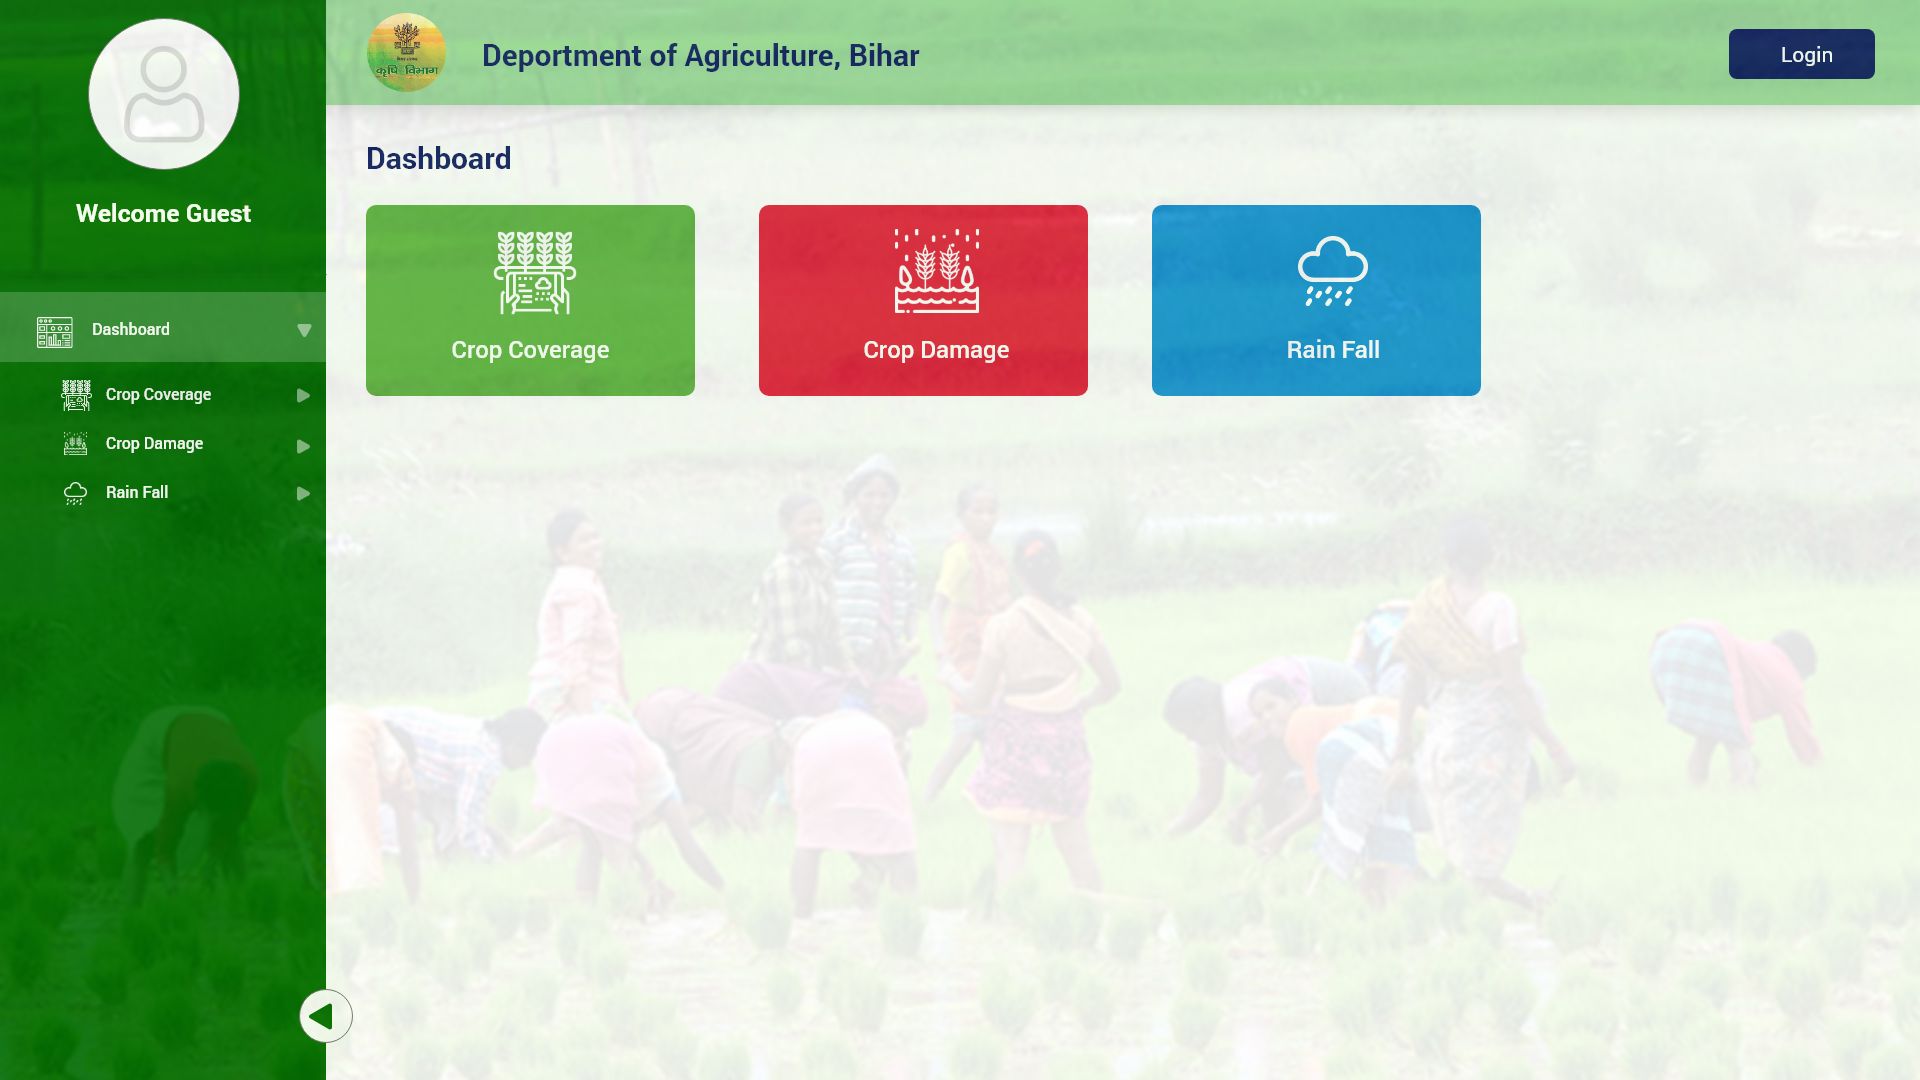 कृषि विभाग
Deportment of Agriculture, Bihar
Login
Welcome Guest
Dashboard
Crop Coverage
Crop Damage
Rain Fall
Dashboard
Crop Coverage
Crop Damage
Rain Fall